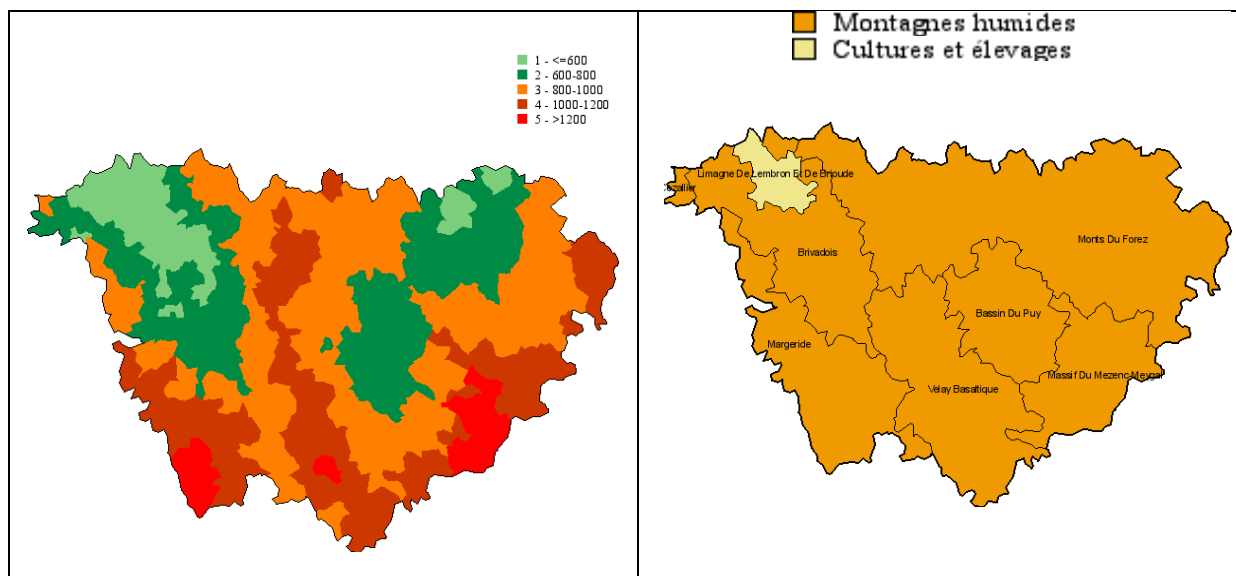 1 - <=600
2 - 600-800
3 - 800-1000
4 - 1000-1200
5 - >1200
Montagnes humides
Cultures et élevages
Limagne De Lembron Et De Brioude
Monts Du Forez
Brivadois
Bassin Du Puy
Margeride
Massif Du Mezenc-Meygal
Velay Basaltique